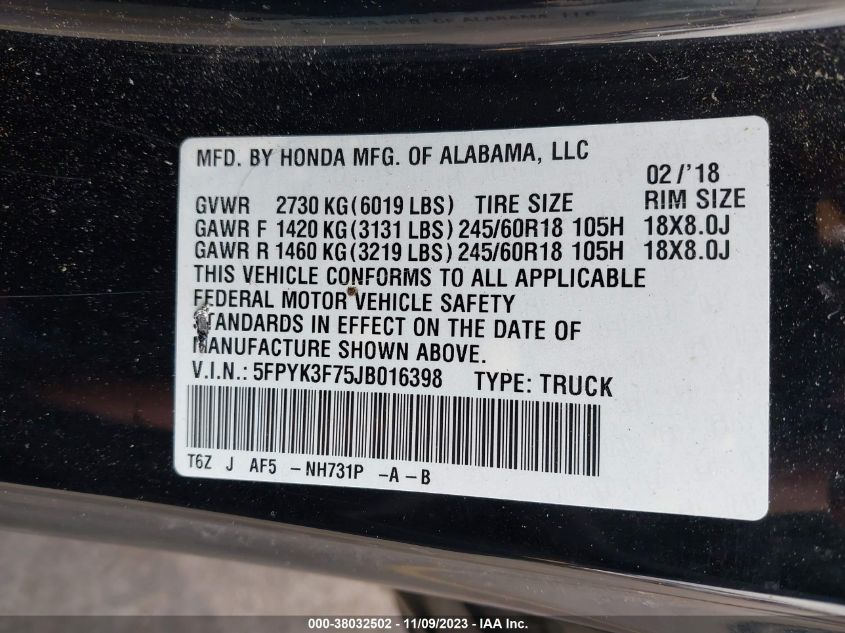 MFD. BY HONDA MFG. OF ALABAMA, LLC
02/'18
GVWR 2730 KG(6019 LBS) TIRE SIZE RIM SIZE
GAWR F 1420 KG(3131 LBS) 245/60R18 105H 18X8.0J
GAWR R 1460 KG(3219 LBS) 245/60R18 105H 18X8.0J
THIS VEHICLE CONFORMS TO ALL APPLICABLE
FEDERAL MOTOR VEHICLE SAFETY
STANDARDS IN EFFECT ON THE DATE OF
MANUFACTURE SHOWN ABOVE.
V.I.N.: 5FPYK3F75JB016398 TYPE: TRUCK
T6Z J AF5 - NH731P - A - B
000-38032502 - 11/09/2023 - IAA Inc.